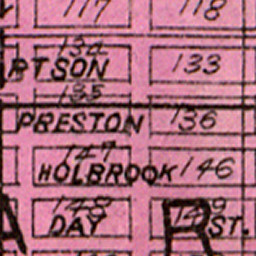 117 118
134
RTSON 133
135
PRESTON 136
147
HOLBROOK 146
148 149
DAY ST.